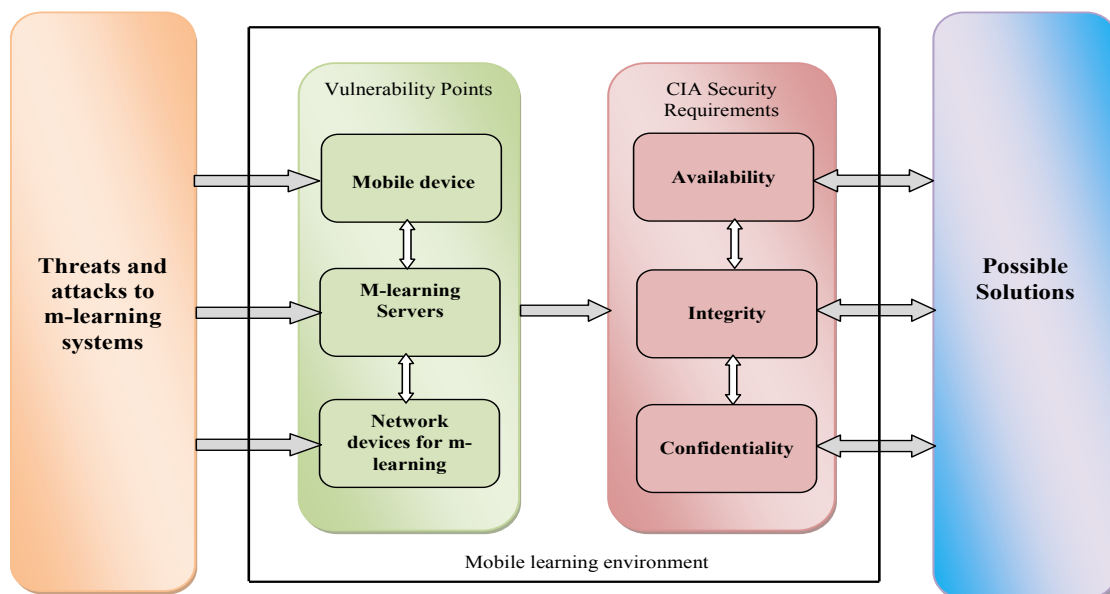 Threats and
attacks to
m-learning
systems
Vulnerability Points
Mobile device
M-learning
Servers
Network
devices for m-
learning
CIA Security
Requirements
Availability
Integrity
Confidentiality
Mobile learning environment
Possible
Solutions